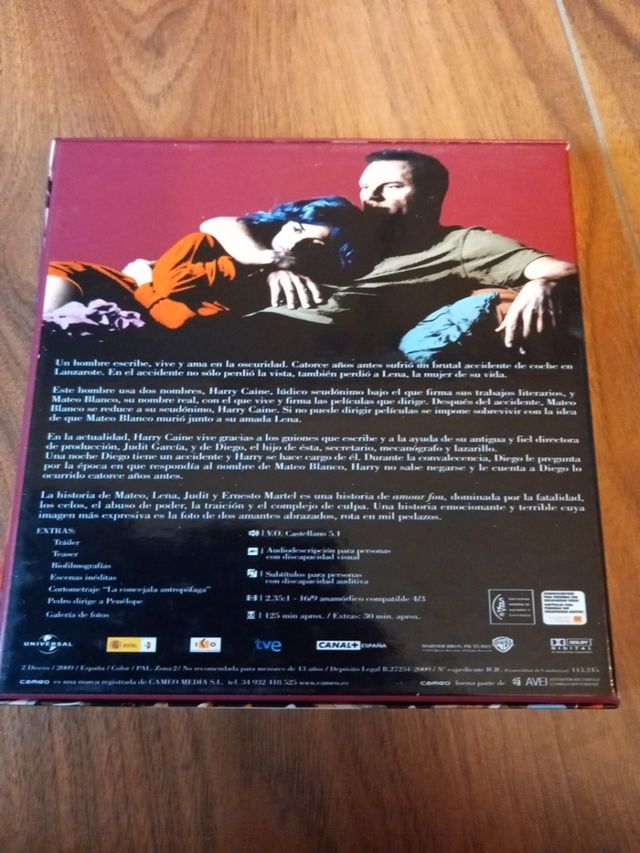 Un hombre escribe, vive y ama en la oscuridad. Catorce años antes sufrió un brutal accidente de coche en
Lanzarote. En el accidente no sólo perdió la vista, también perdió a Lena, la mujer de su vida.
Este hombre usa dos nombres, Harry Caine, lúdico seudónimo bajo el que firma sus trabajos literarios, y
Mateo Blanco, su nombre real, con el que vive y firma las películas que dirige. Después del accidente, Mateo
Blanco se reduce a su seudónimo, Harry Caine. Si no puede dirigir películas se impone sobrevivir con la idea
de que Mateo Blanco murió junto a su amada Lena.
En la actualidad, Harry Caine vive gracias a los guiones que escribe y a la ayuda de su antigua y fiel directora
de producción, Judit García, y de Diego, el hijo de ésta, secretario, mecanógrafo y lazarillo.
Una noche Diego tiene un accidente y Harry se hace cargo de él. Durante la convalecencia, Diego le pregunta
por la época en que respondía al nombre de Mateo Blanco, Harry no sabe negarse y le cuenta a Diego lo
ocurrido catorce años antes.
La historia de Mateo, Lena, Judit y Ernesto Martel es una historia de amour fou, dominada por la fatalidad,
los celos, el abuso de poder, la traición y el complejo de culpa. Una historia emocionante y terrible cuya
imagen más expresiva es la foto de dos amantes abrazados, rota en mil pedazos.
EXTRAS:
Tráiler
Teaser
Biofilmografías
Escenas inéditas
Cortometraje "La concejala antropófaga"
Pedro dirige a Penélope
Galería de fotos
V.O. Castellano 5.1
Audiodescripción para personas
con discapacidad visual
Subtítulos para personas
con discapacidad auditiva
2.35:1 - 16/9 anamórfico compatible 4/3
125 min aprox. / Extras: 30 min. aprox.
UNIVERSAL
ICO
tve
CANAL+ ESPAÑA
WARNER BROS. PICTURES
DOLBY
DIGITAL
2 Discos / 2009 / España / Color / PAL. Zona 2 / No recomendada para menores de 13 años / Depósito Legal B.27254-2009 / Nº expediente ICIC 113.245
cameo es una marca registrada de CAMEO MEDIA S.L. tel. 34 932 418 525 www.cameo.es
cameo forma parte de AVEI